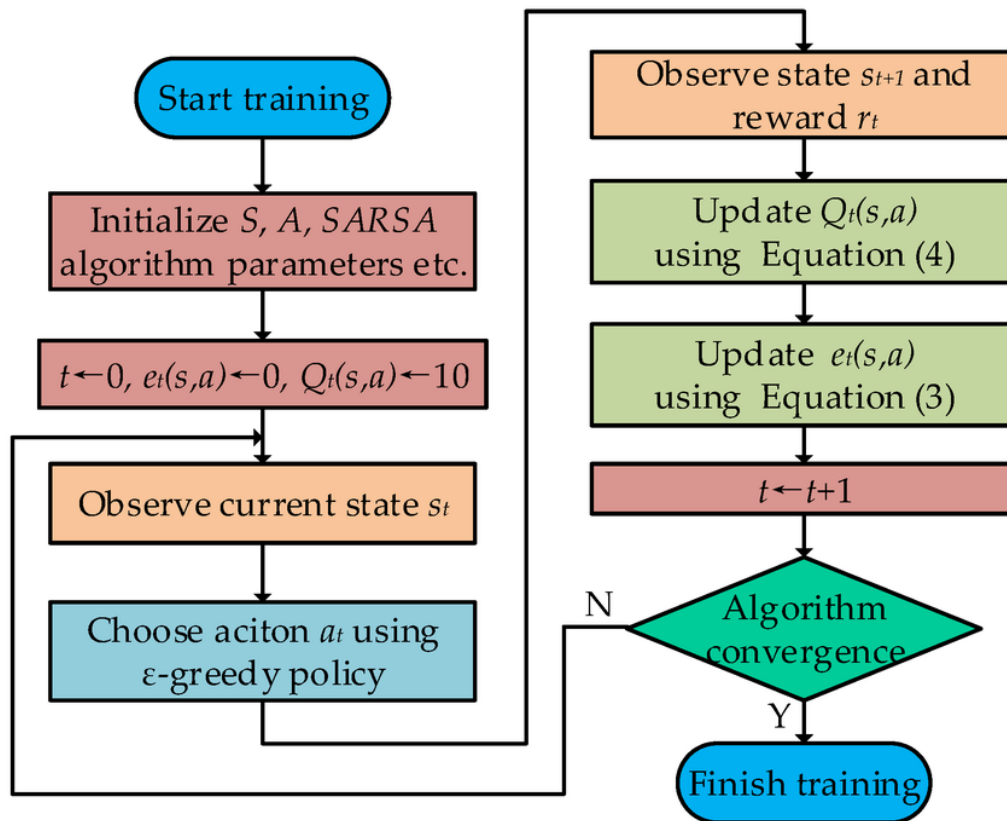 Start training
Initialize S, A, SARSA
algorithm parameters etc.
t←0, et(s,a)←0, Qt(s,a)←10
Observe current state st
Choose aciton at using
ε-greedy policy
Observe state st+1 and
reward rt
Update Qt(s,a)
using Equation (4)
Update et(s,a)
using Equation (3)
t←t+1
Algorithm
convergence
N
Y
Finish training